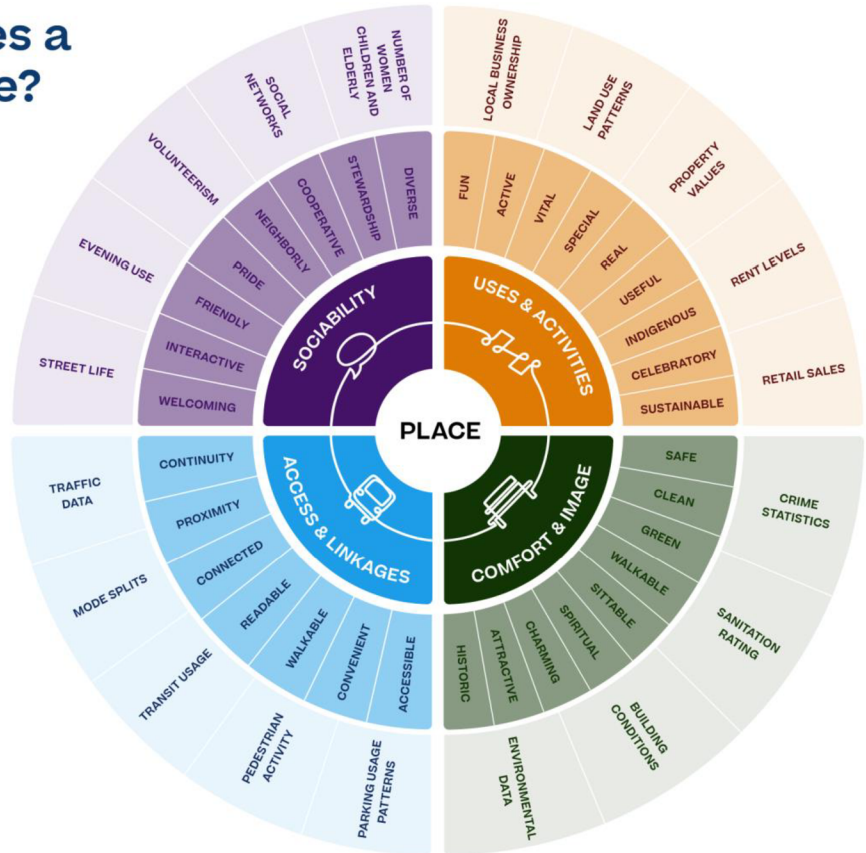 es a
e?
NUMBER OF
WOMEN
CHILDREN AND
ELDERLY
SOCIAL
NETWORKS
VOLUNTEERISM
EVENING USE
STREET LIFE
DIVERSE
STEWARDSHIP
COOPERATIVE
NEIGHBORLY
PRIDE
FRIENDLY
INTERACTIVE
WELCOMING
SOCIABILITY
LOCAL BUSINESS
OWNERSHIP
LAND USE
PATTERNS
PROPERTY
VALUES
RENT LEVELS
RETAIL SALES
FUN
ACTIVE
VITAL
SPECIAL
REAL
USEFUL
INDIGENOUS
CELEBRATORY
SUSTAINABLE
USES & ACTIVITIES
PLACE
ACCESS & LINKAGES
CONTINUITY
PROXIMITY
CONNECTED
READABLE
WALKABLE
CONVENIENT
ACCESSIBLE
TRAFFIC
DATA
MODE SPLITS
TRANSIT USAGE
PEDESTRIAN
ACTIVITY
PARKING USAGE
PATTERNS
COMFORT & IMAGE
SAFE
CLEAN
GREEN
WALKABLE
SITTABLE
SPIRITUAL
CHARMING
ATTRACTIVE
HISTORIC
CRIME
STATISTICS
SANITATION
RATING
BUILDING
CONDITIONS
ENVIRONMENTAL
DATA